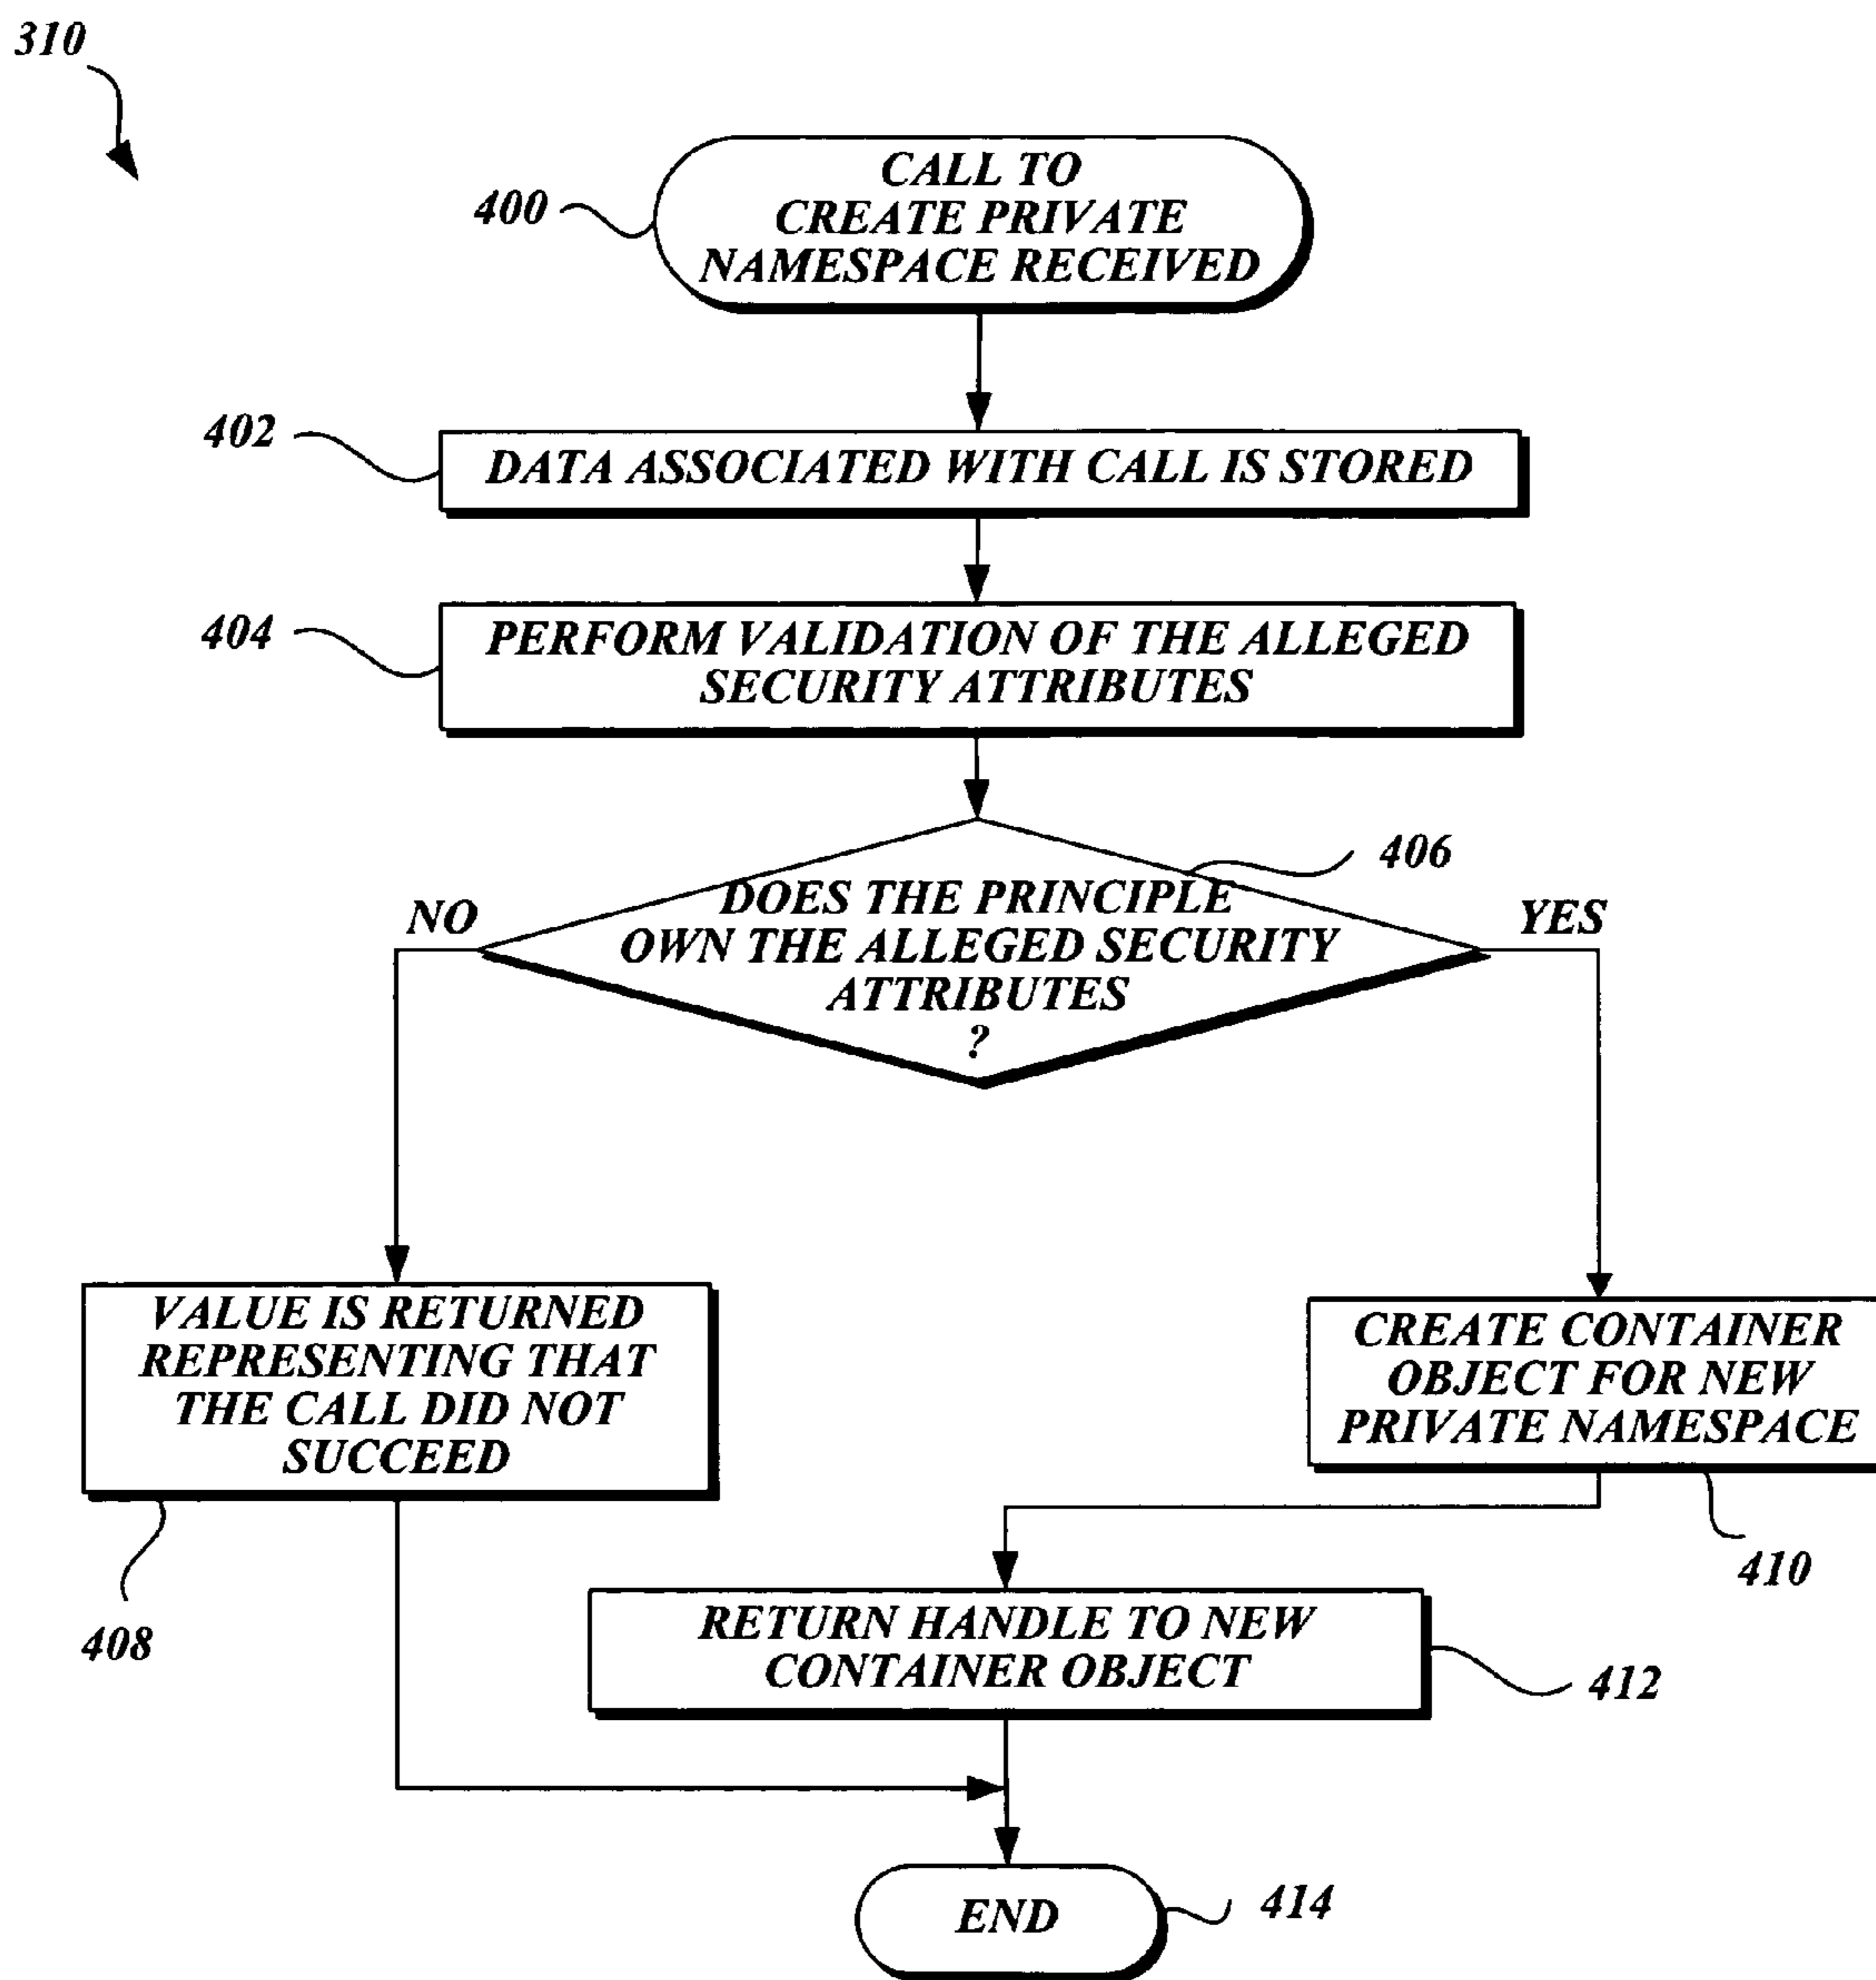 310
400
CALL TO
CREATE PRIVATE
NAMESPACE RECEIVED
402
DATA ASSOCIATED WITH CALL IS STORED
404
PERFORM VALIDATION OF THE ALLEGED
SECURITY ATTRIBUTES
406
DOES THE PRINCIPLE
OWN THE ALLEGED SECURITY
ATTRIBUTES
?
NO
YES
VALUE IS RETURNED
REPRESENTING THAT
THE CALL DID NOT
SUCCEED
408
CREATE CONTAINER
OBJECT FOR NEW
PRIVATE NAMESPACE
410
RETURN HANDLE TO NEW
CONTAINER OBJECT
412
END
414